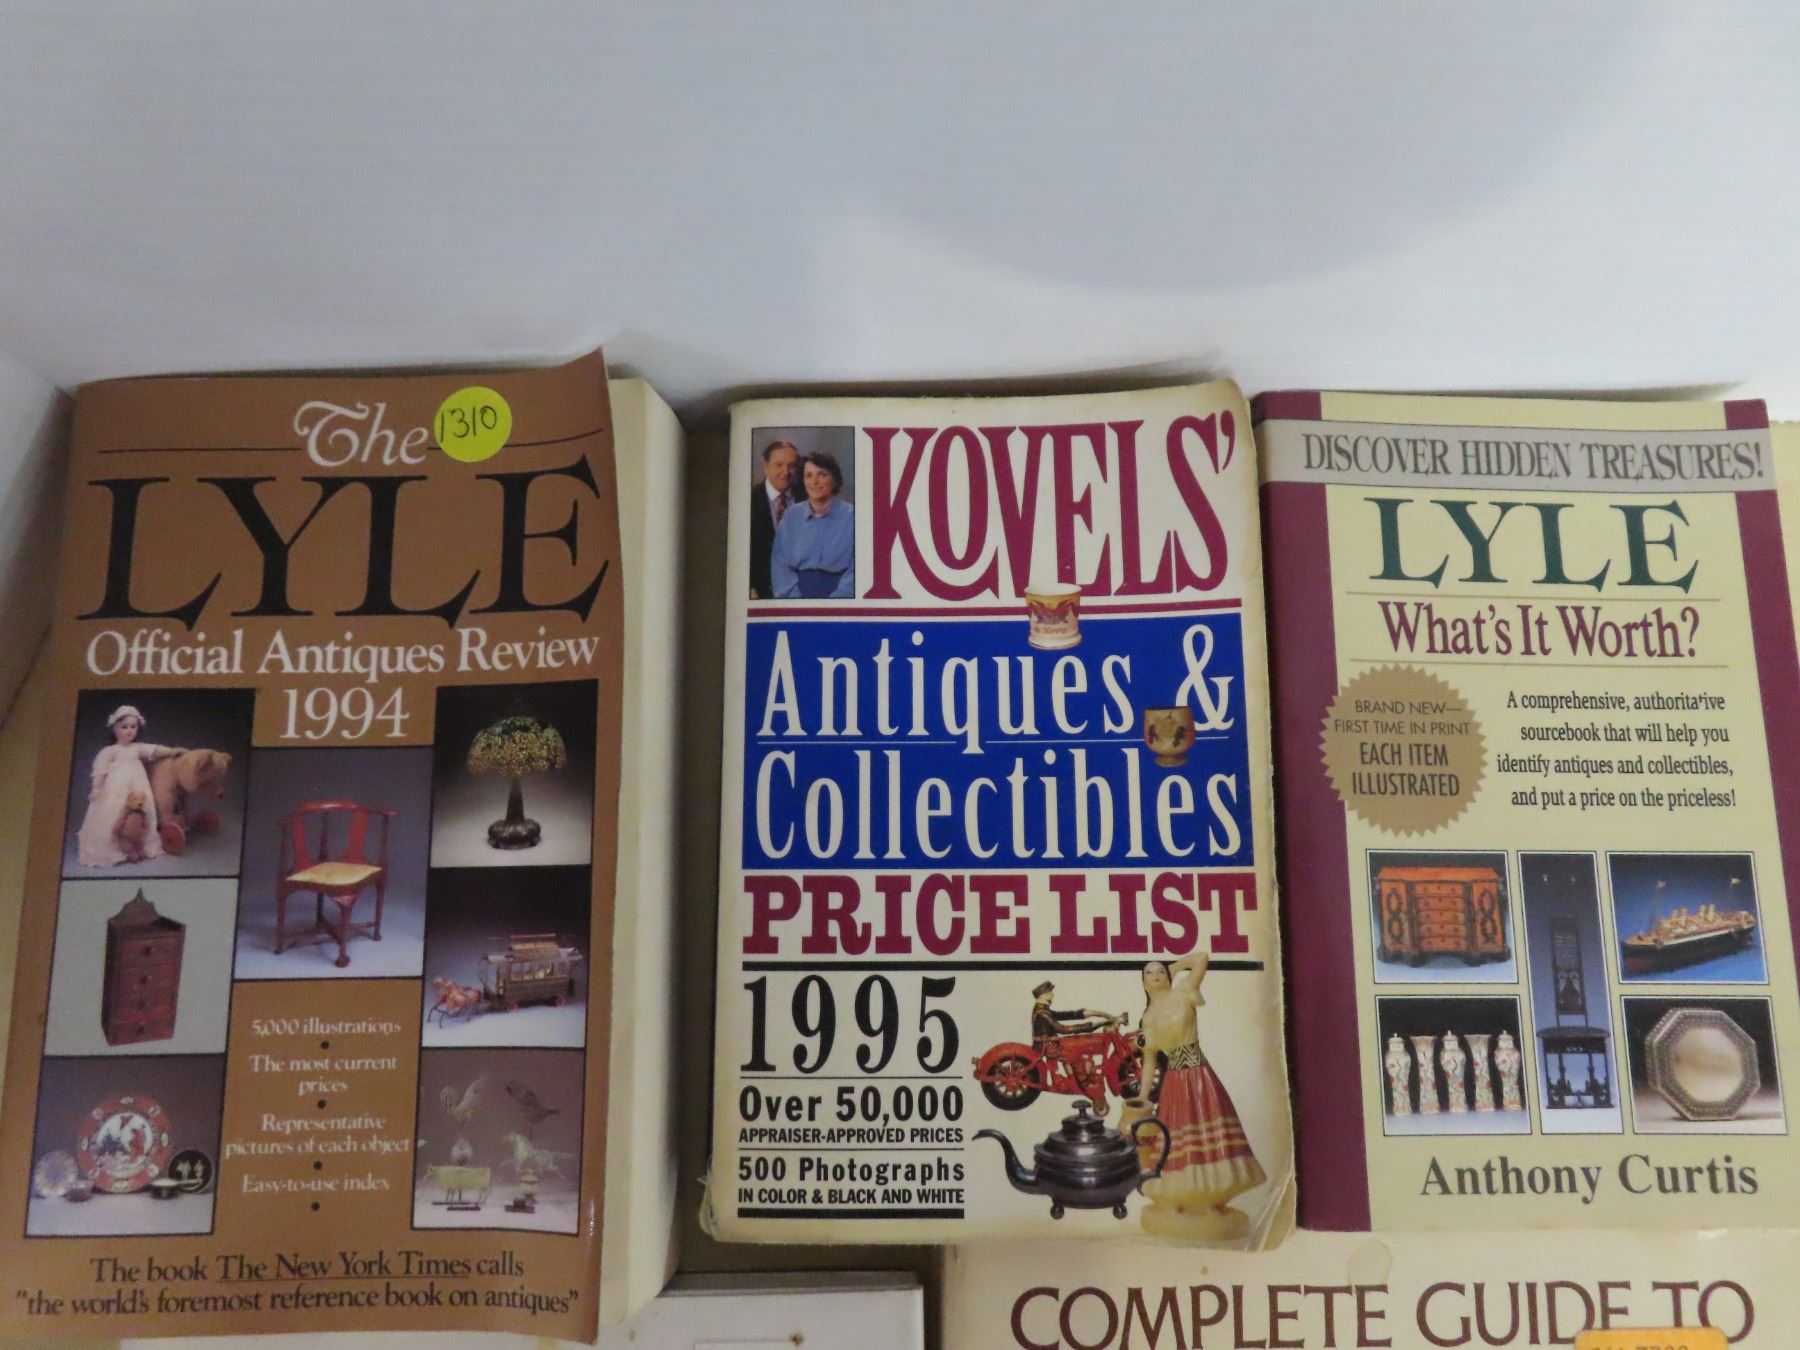 The
1310
LYLE
Official Antiques Review
1994
5,000 illustrations
The most current
prices
Representative
pictures of each object
Easy-to-use index
The book The New York Times calls
"the world's foremost reference book on antiques"
KOVELS'
Antiques &
Collectibles
PRICE LIST
1995
Over 50,000
APPRAISER-APPROVED PRICES
500 Photographs
IN COLOR & BLACK AND WHITE
DISCOVER HIDDEN TREASURES!
LYLE
What's It Worth?
BRAND NEW—
FIRST TIME IN PRINT
EACH ITEM
ILLUSTRATED
A comprehensive, authoritative
sourcebook that will help you
identify antiques and collectibles,
and put a price on the priceless!
Anthony Curtis
COMPLETE GUIDE TO